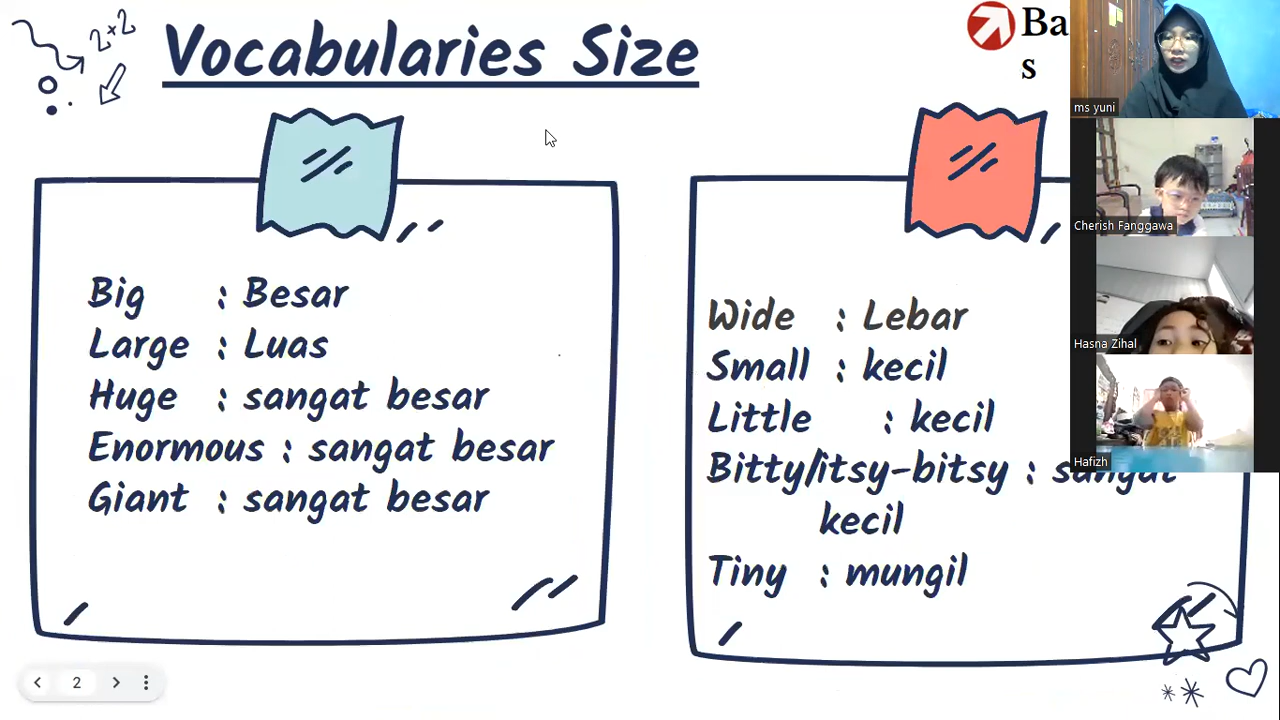 2+2
Vocabularies Size
Ba
s
Big : Besar
Large : Luas
Huge : sangat besar
Enormous : sangat besar
Giant : sangat besar
Wide : Lebar
Small : kecil
Little : kecil
Bitty/itsy-bitsy : sangat
kecil
Tiny : mungil
ms yuni
Cherish Fanggawa
Hasna Zihal
Hafizh
2